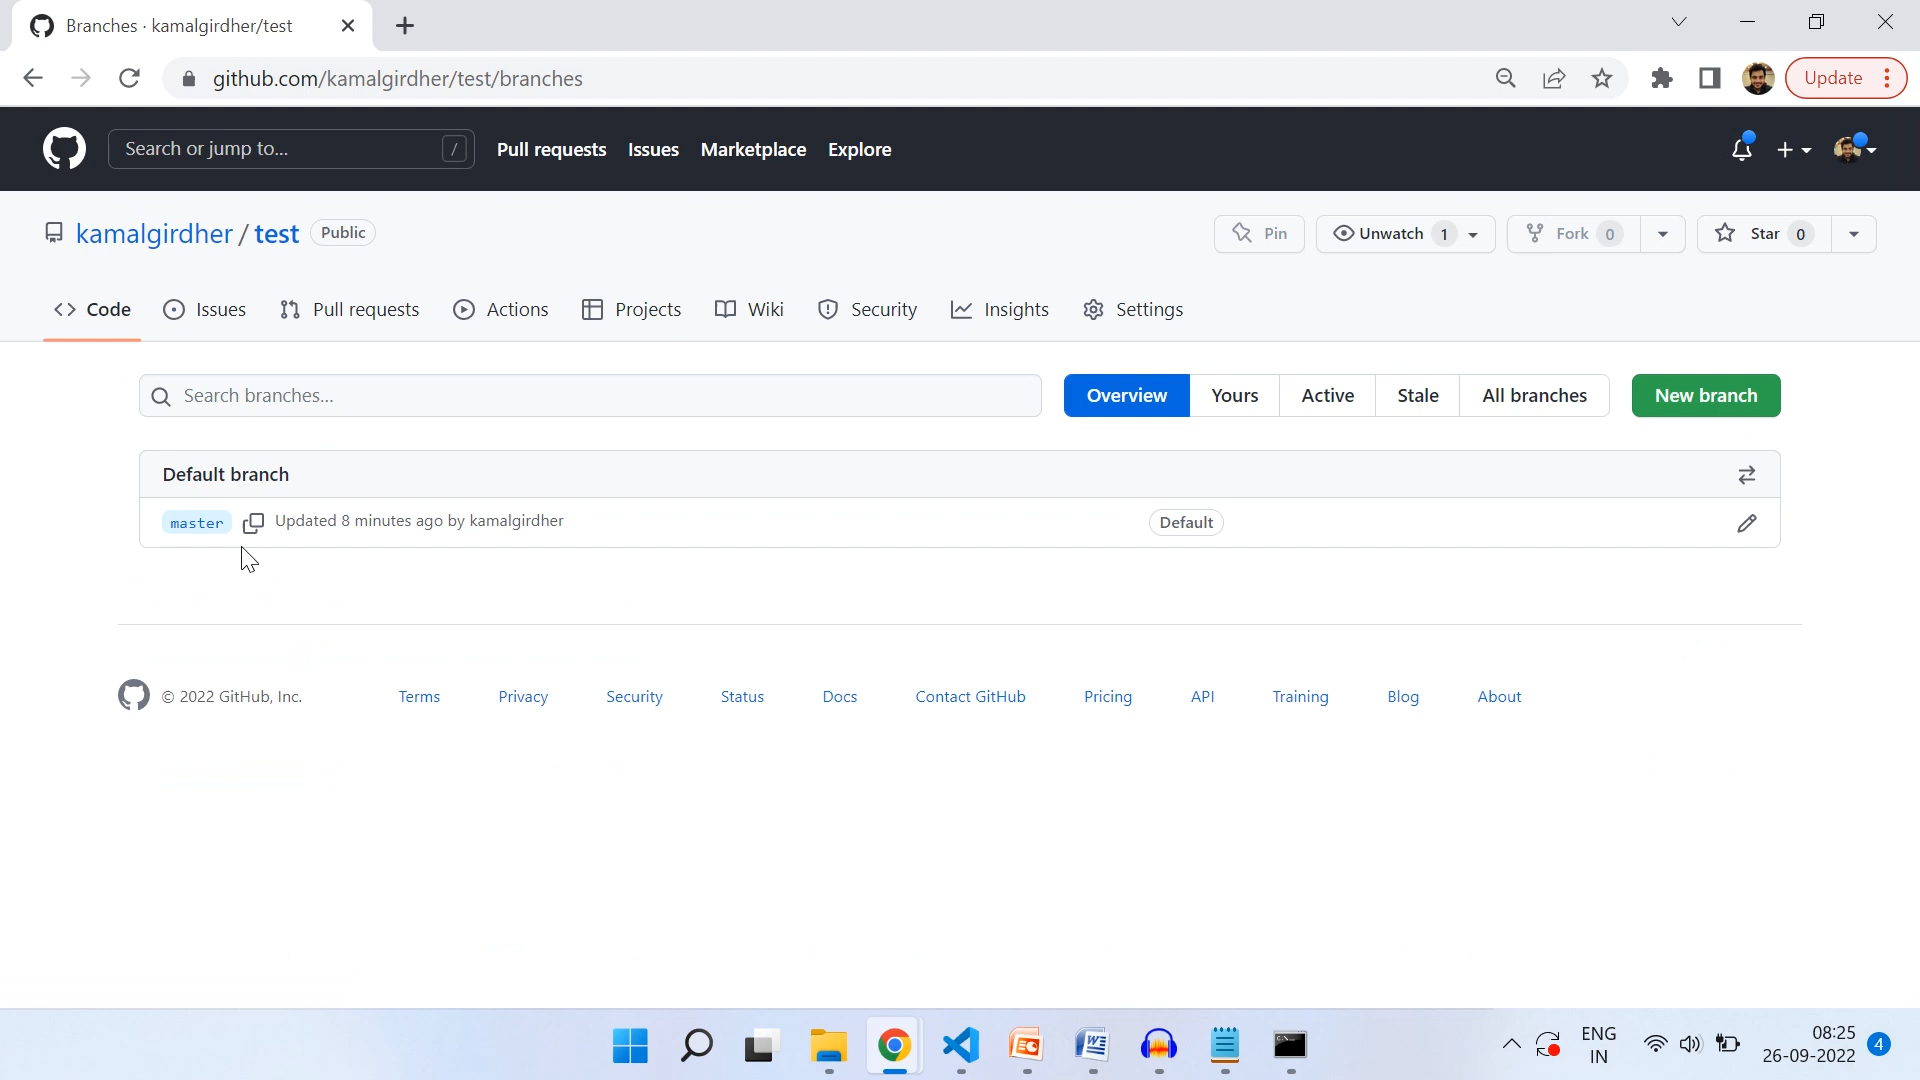 Branches · kamalgirdher/test
github.com/kamalgirdher/test/branches
Update
Search or jump to... /
Pull requests Issues Marketplace Explore
kamalgirdher / test Public
Pin Unwatch 1 Fork 0 Star 0
Code Issues Pull requests Actions Projects Wiki Security Insights Settings
Search branches... Overview Yours Active Stale All branches New branch
Default branch
master Updated 8 minutes ago by kamalgirdher Default
© 2022 GitHub, Inc. Terms Privacy Security Status Docs Contact GitHub Pricing API Training Blog About
ENG 08:25
IN 26-09-2022 4